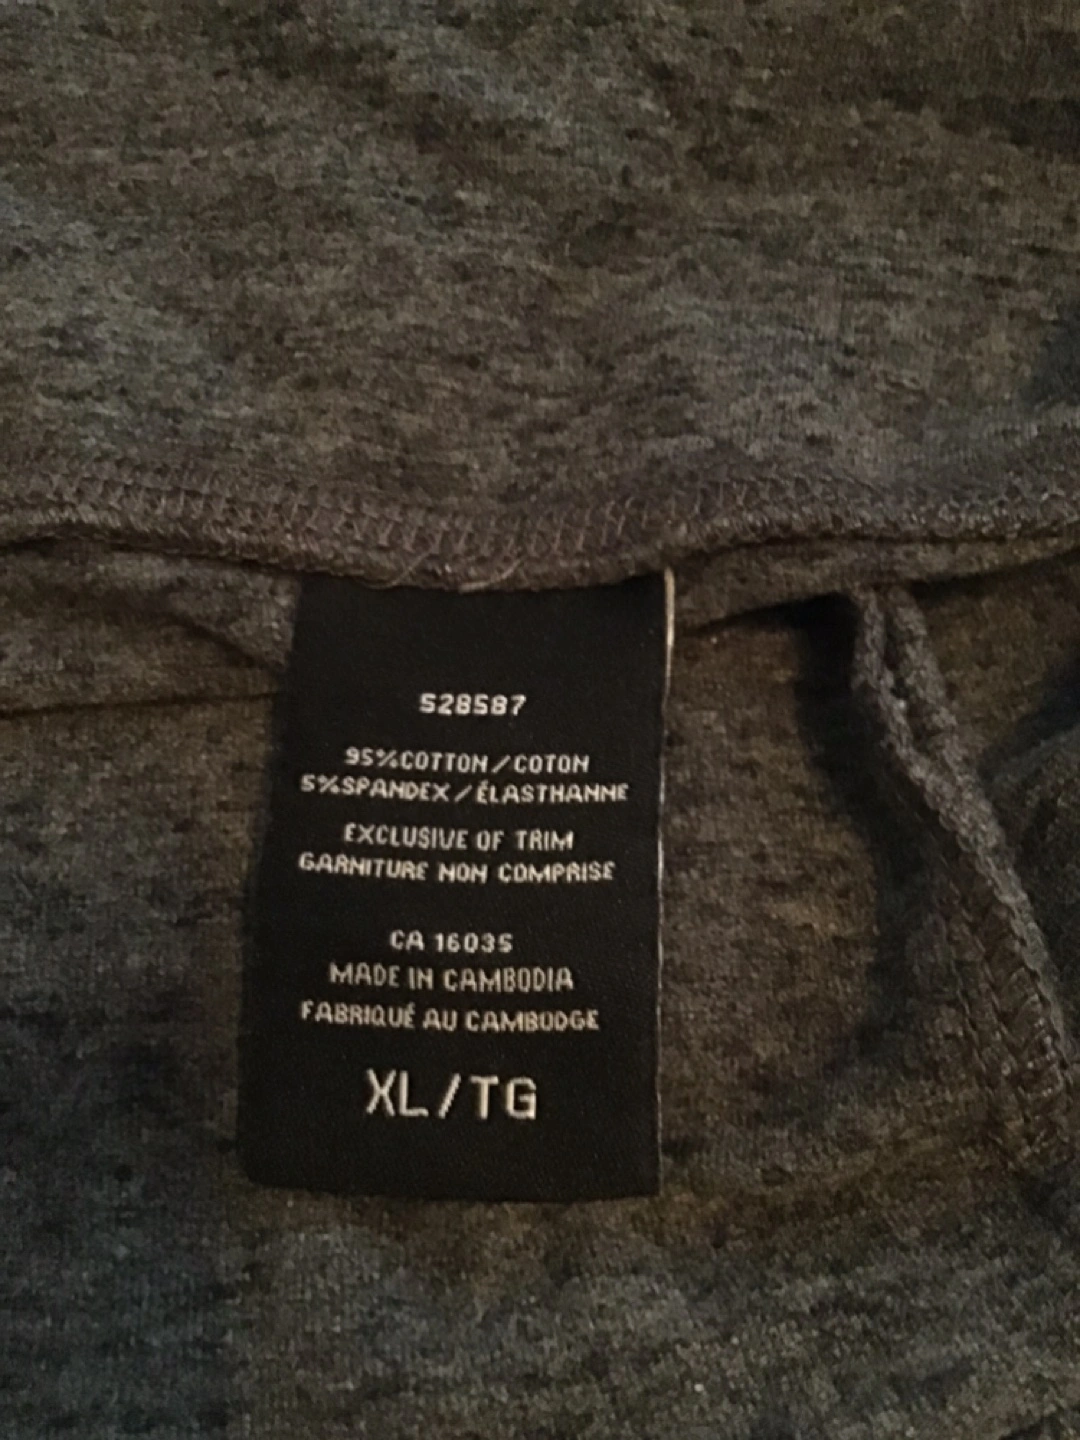 528587
95%COTTON/COTON
5%SPANDEX/ÉLASTHANNE
EXCLUSIVE OF TRIM
GARNITURE NON COMPRISE
CA 16035
MADE IN CAMBODIA
FABRIQUÉ AU CAMBODGE
XL/TG